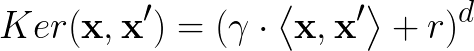 Ker(𝐱, 𝐱′) = (γ · ⟨𝐱, 𝐱′⟩ + r)ᵈ